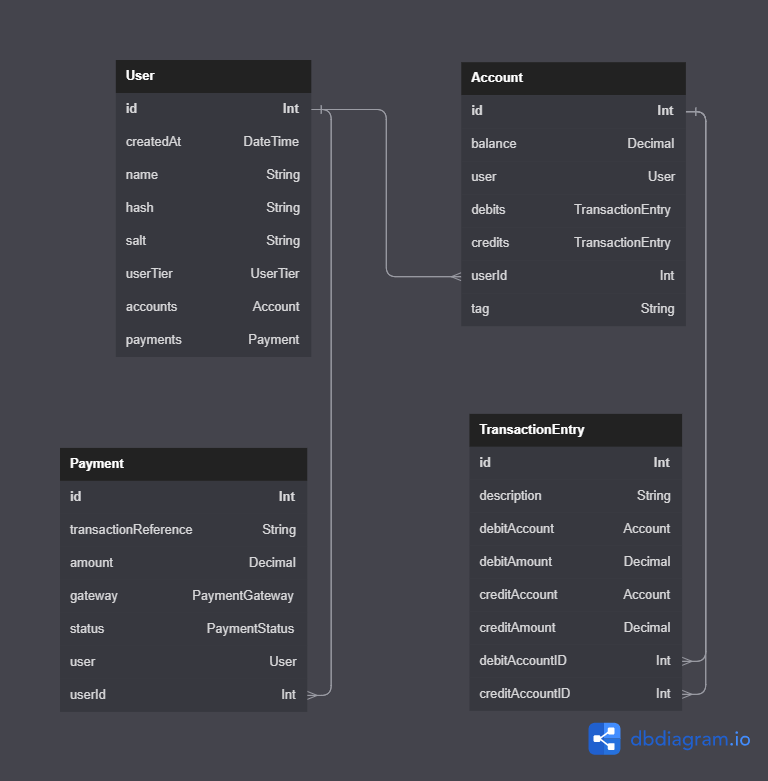 User
id Int
createdAt DateTime
name String
hash String
salt String
userTier UserTier
accounts Account
payments Payment
Account
id Int
balance Decimal
user User
debits TransactionEntry
credits TransactionEntry
userId Int
tag String
Payment
id Int
transactionReference String
amount Decimal
gateway PaymentGateway
status PaymentStatus
user User
userId Int
TransactionEntry
id Int
description String
debitAccount Account
debitAmount Decimal
creditAccount Account
creditAmount Decimal
debitAccountID Int
creditAccountID Int
dbdiagram.io